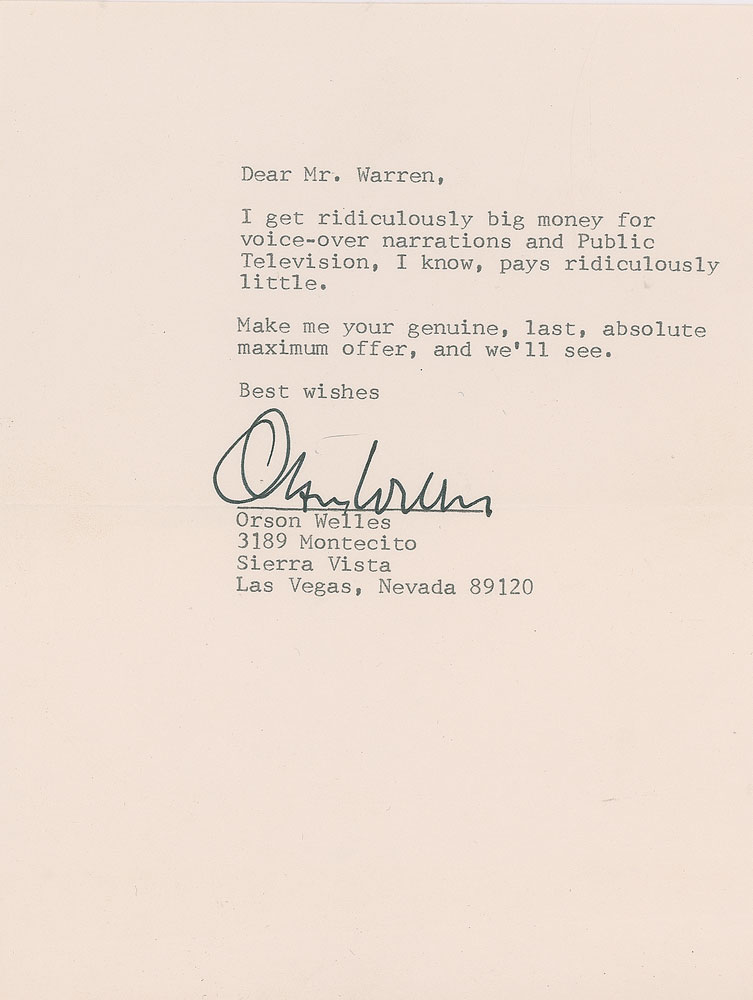 Dear Mr. Warren,
I get ridiculously big money for
voice-over narrations and Public
Television, I know, pays ridiculously
little.
Make me your genuine, last, absolute
maximum offer, and we'll see.
Best wishes
Orson Welles
Orson Welles
3189 Montecito
Sierra Vista
Las Vegas, Nevada 89120